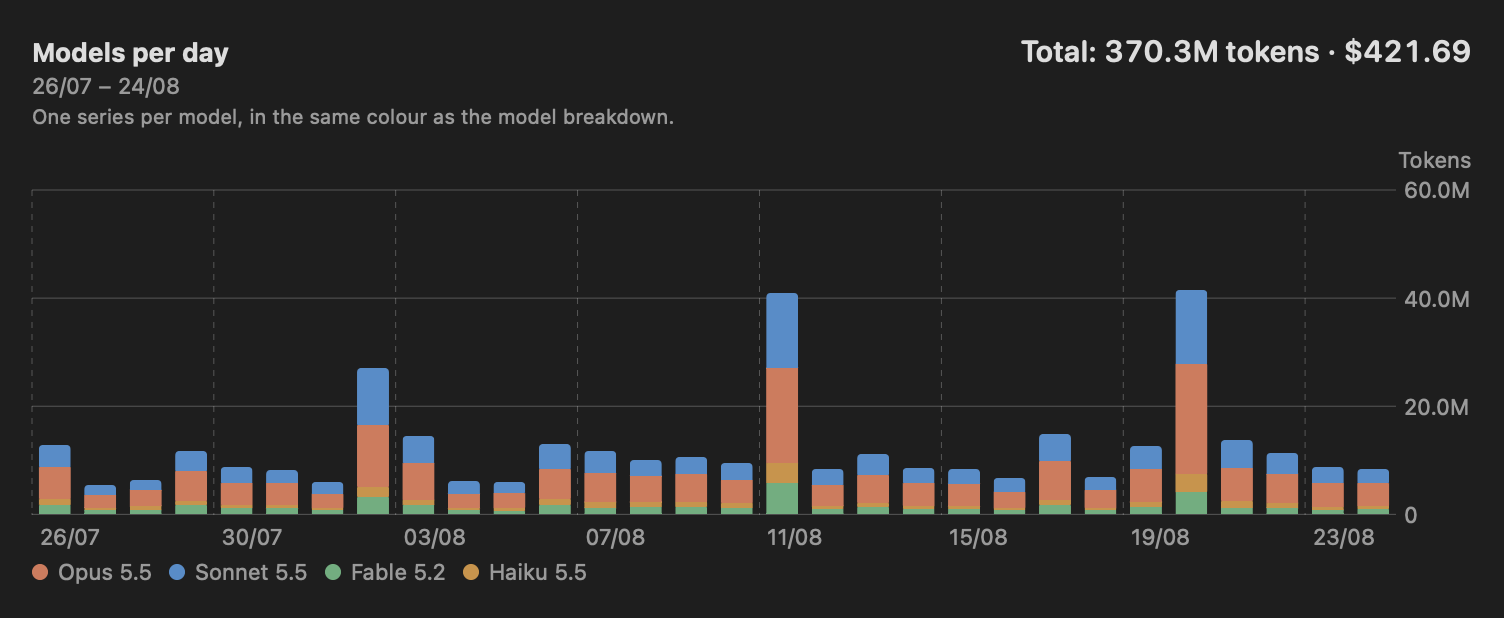 Models per day
Total: 370.3M tokens · $421.69
26/07 – 24/08
One series per model, in the same colour as the model breakdown.
Tokens
60.0M
40.0M
20.0M
0
26/07 30/07 03/08 07/08 11/08 15/08 19/08 23/08
Opus 5.5 Sonnet 5.5 Fable 5.2 Haiku 5.5